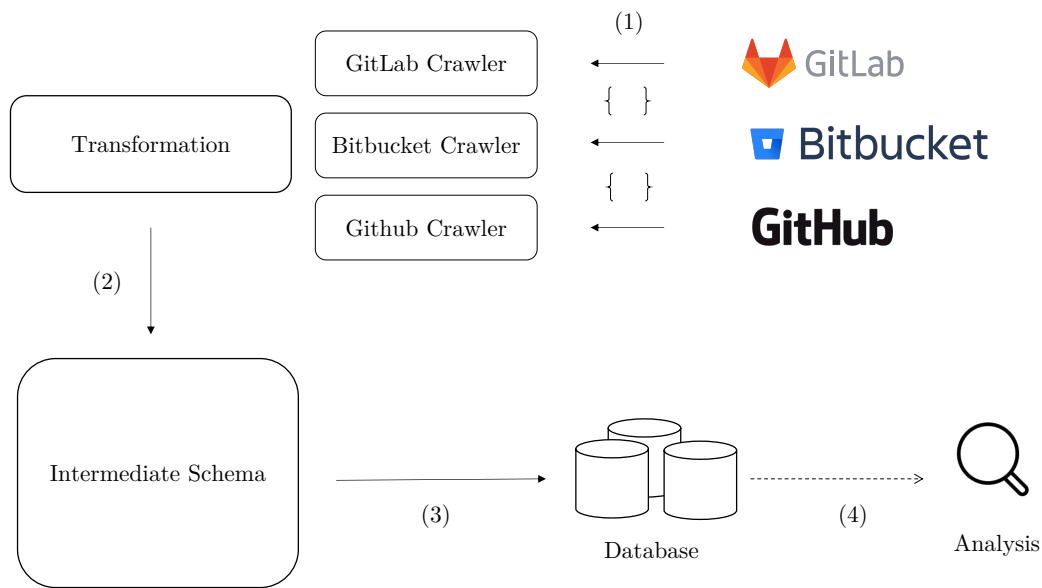 (1)
GitLab Crawler
GitLab
{ }
Transformation
Bitbucket Crawler
Bitbucket
{ }
Github Crawler
GitHub
(2)
Intermediate Schema
(3)
Database
(4)
Analysis